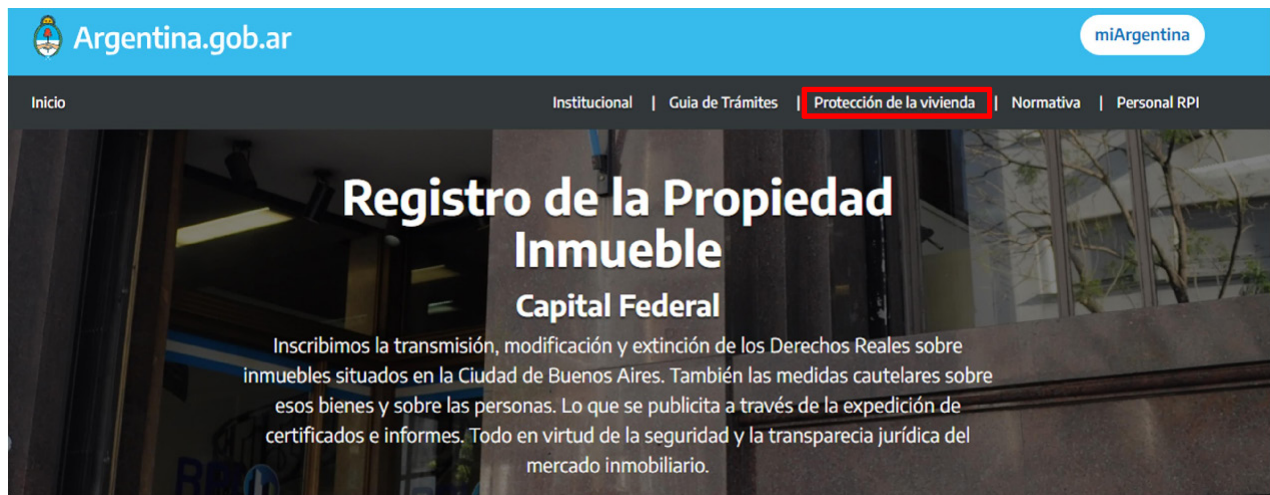 Argentina.gob.ar
miArgentina
Inicio
Institucional | Guia de Trámites | Protección de la vivienda | Normativa | Personal RPI
Registro de la Propiedad
Inmueble
Capital Federal
Inscribimos la transmisión, modificación y extinción de los Derechos Reales sobre
inmuebles situados en la Ciudad de Buenos Aires. También las medidas cautelares sobre
esos bienes y sobre las personas. Lo que se publicita a través de la expedición de
certificados e informes. Todo en virtud de la seguridad y la transparecia jurídica del
mercado inmobiliario.